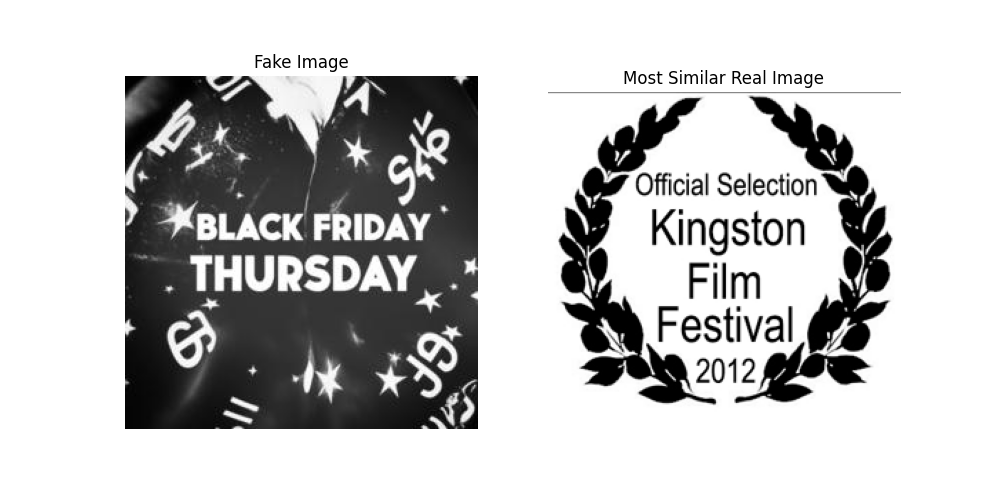 Fake Image
BLACK FRIDAY
THURSDAY
Most Similar Real Image
Official Selection
Kingston
Film
Festival
2012